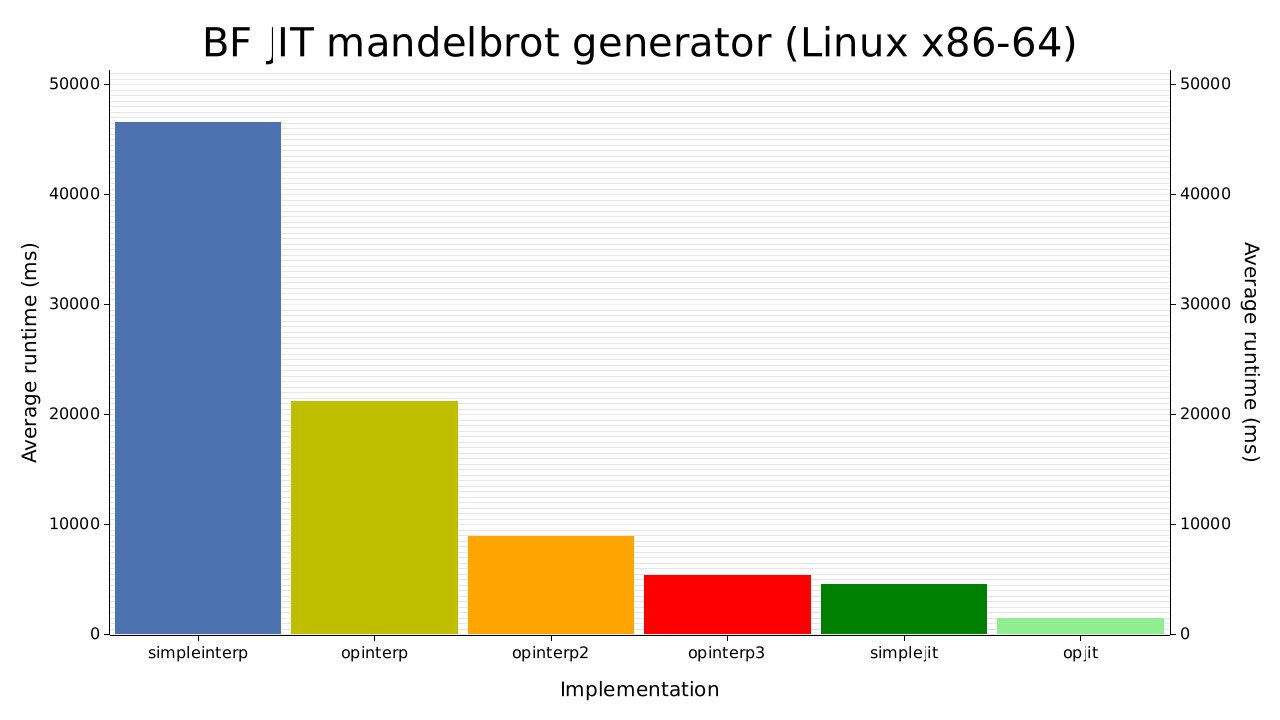 BF JIT mandelbrot generator (Linux x86-64)
50000
40000
30000
20000
10000
0
Average runtime (ms)
50000
40000
30000
20000
10000
0
Average runtime (ms)
simpleinterp
opinterp
opinterp2
opinterp3
simplejit
opjit
Implementation